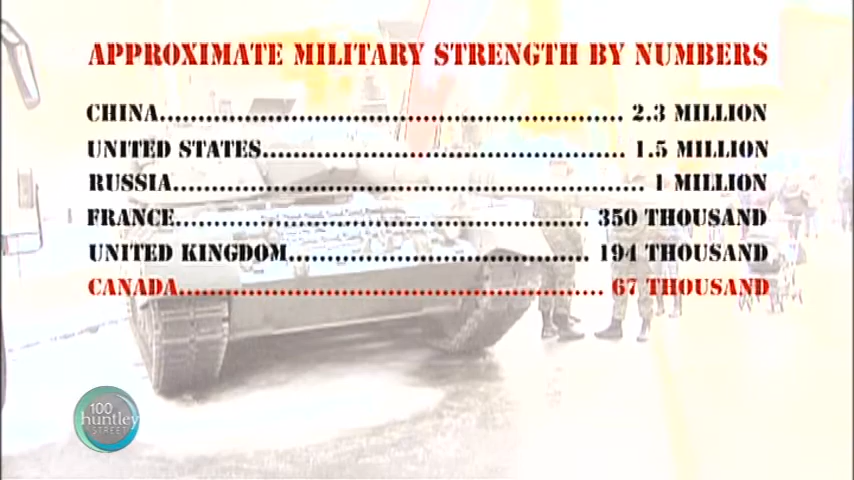 APPROXIMATE MILITARY STRENGTH BY NUMBERS
CHINA........................................................... 2.3 MILLION
UNITED STATES.............................................. 1.5 MILLION
RUSSIA............................................................ 1 MILLION
FRANCE..................................................... 350 THOUSAND
UNITED KINGDOM...................................... 194 THOUSAND
CANADA...................................................... 67 THOUSAND
100
huntley
STREET